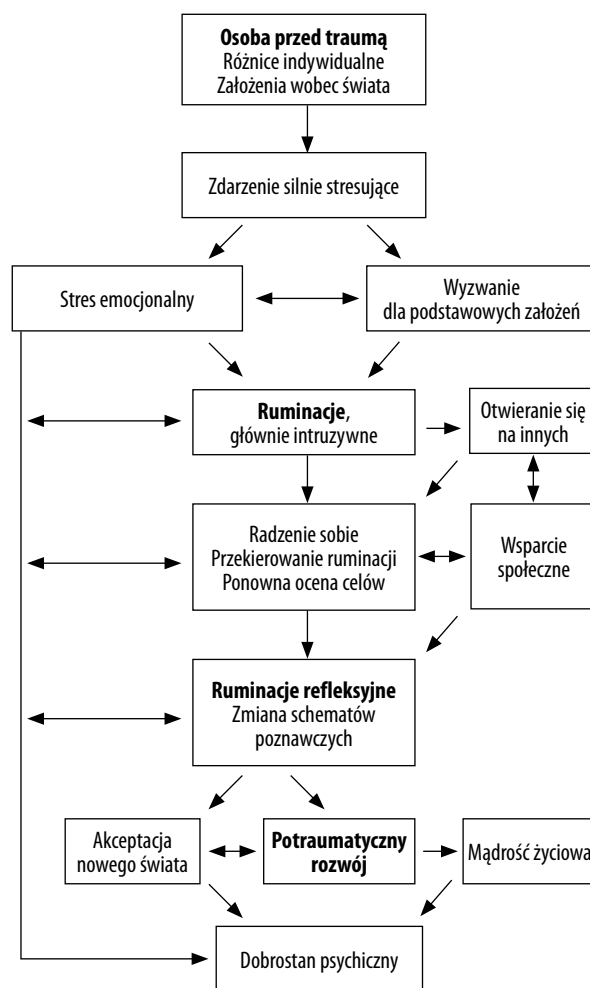 Osoba przed traumą
Różnice indywidualne
Założenia wobec świata
Zdarzenie silnie stresujące
Stres emocjonalny
Wyzwanie
dla podstawowych założeń
Ruminacje,
głównie intruzywne
Otwieranie się
na innych
Radzenie sobie
Przekierowanie ruminacji
Ponowna ocena celów
Wsparcie
społeczne
Ruminacje refleksyjne
Zmiana schematów
poznawczych
Akceptacja
nowego świata
Potraumatyczny
rozwój
Mądrość życiowa
Dobrostan psychiczny